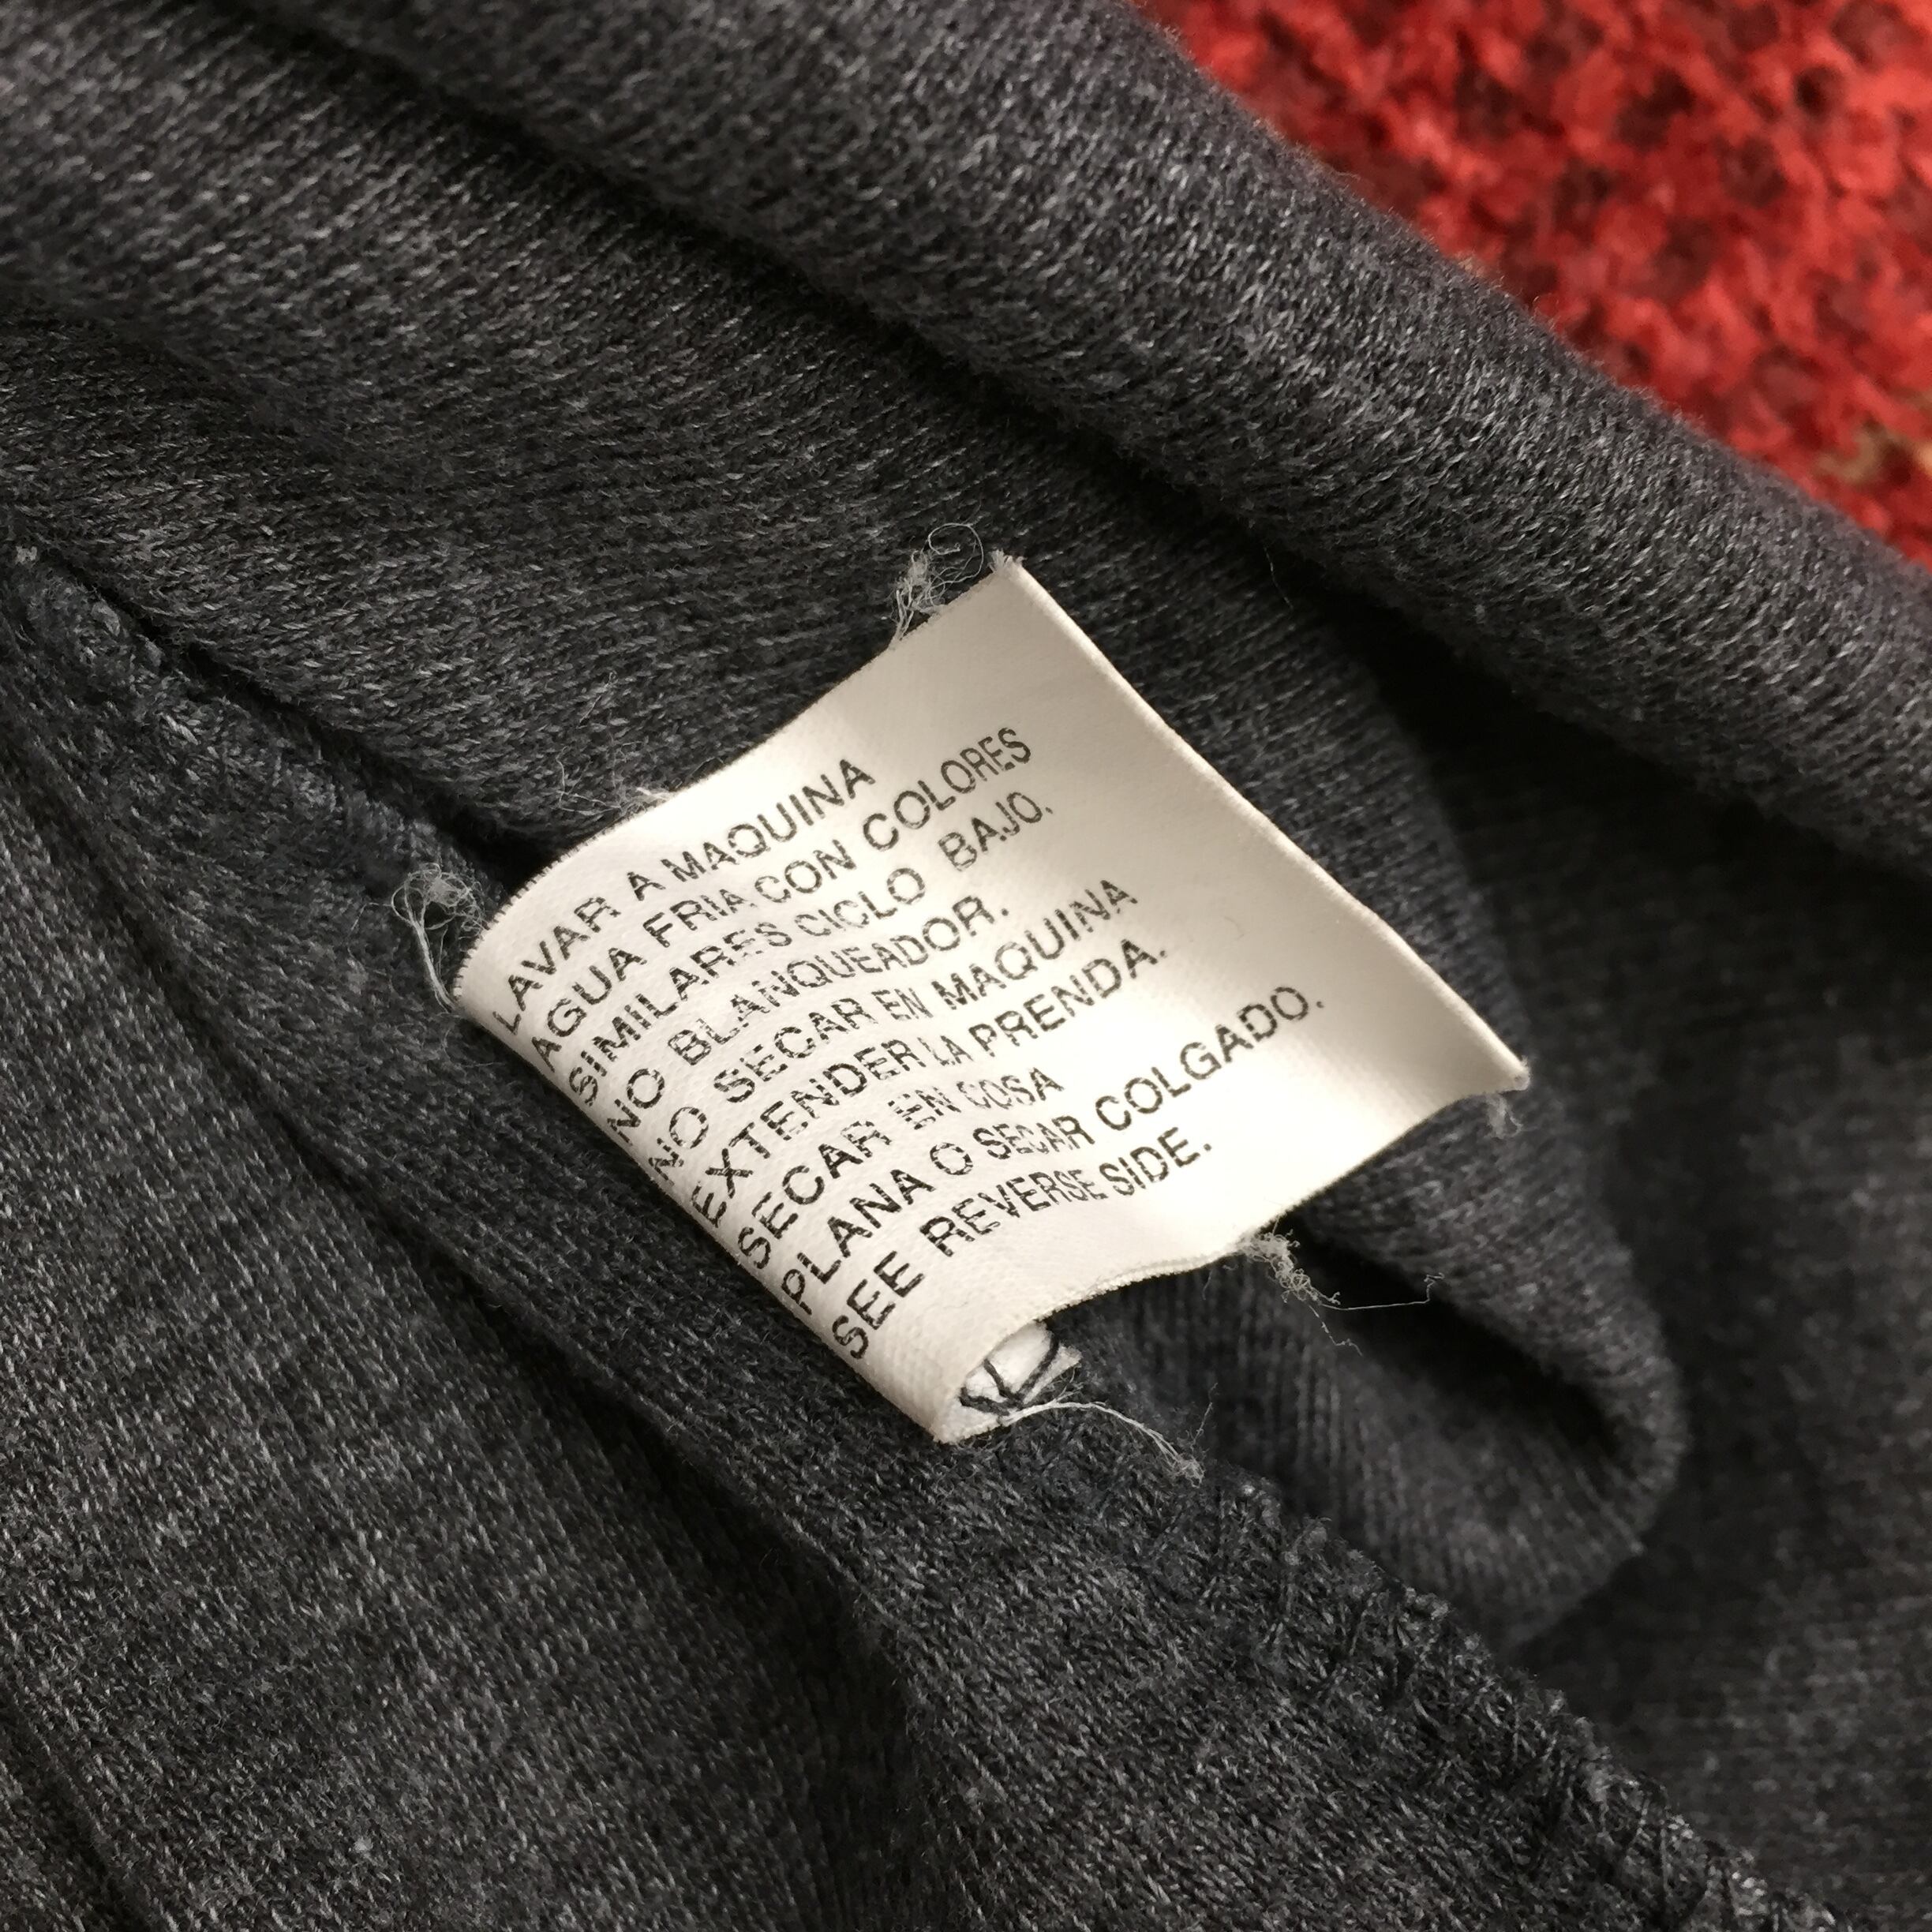 LAVAR A MAQUINA
AGUA FRIA CON COLORES
SIMILARES CICLO BAJO.
NO BLANQUEADOR.
NO SECAR EN MAQUINA
EXTENDER LA PRENDA.
SECAR EN COSA
PLANA O SECAR COLGADO.
SEE REVERSE SIDE.